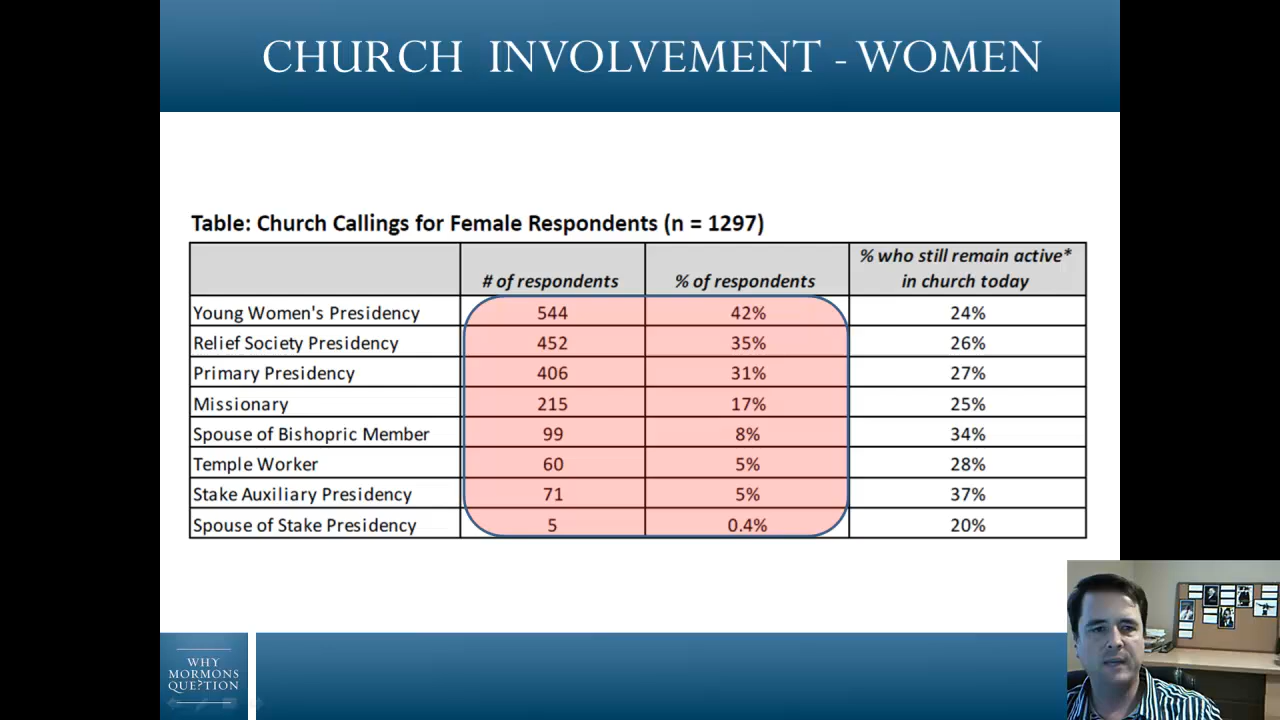 CHURCH INVOLVEMENT - WOMEN
Table: Church Callings for Female Respondents (n = 1297)
# of respondents % of respondents % who still remain active* in church today
Young Women's Presidency 544 42% 24%
Relief Society Presidency 452 35% 26%
Primary Presidency 406 31% 27%
Missionary 215 17% 25%
Spouse of Bishopric Member 99 8% 34%
Temple Worker 60 5% 28%
Stake Auxiliary Presidency 71 5% 37%
Spouse of Stake Presidency 5 0.4% 20%
WHY
MORMONS
QUE?TION